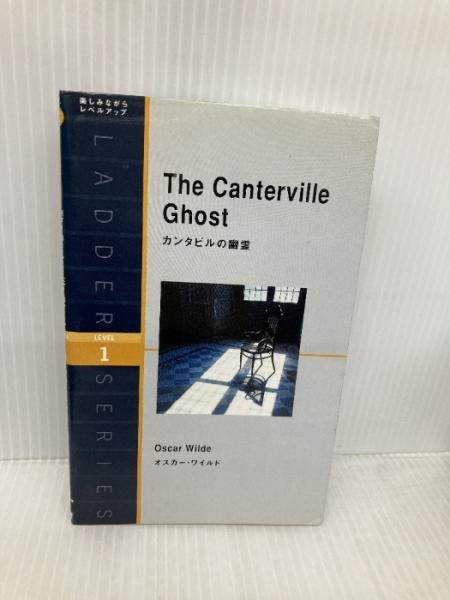 楽しみながら
レベルアップ
LADDER SERIES
LEVEL
1
The Canterville
Ghost
カンタビルの幽霊
Oscar Wilde
オスカー・ワイルド